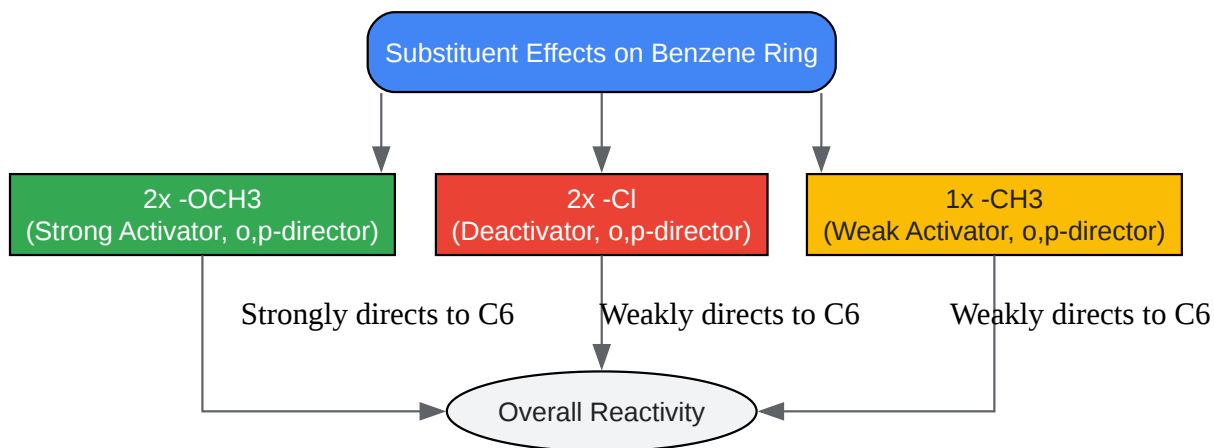 Substituent Effects on Benzene Ring
2x -OCH3
(Strong Activator, o,p-director)
2x -Cl
(Deactivator, o,p-director)
1x -CH3
(Weak Activator, o,p-director)
Strongly directs to C6
Weakly directs to C6
Weakly directs to C6
Overall Reactivity